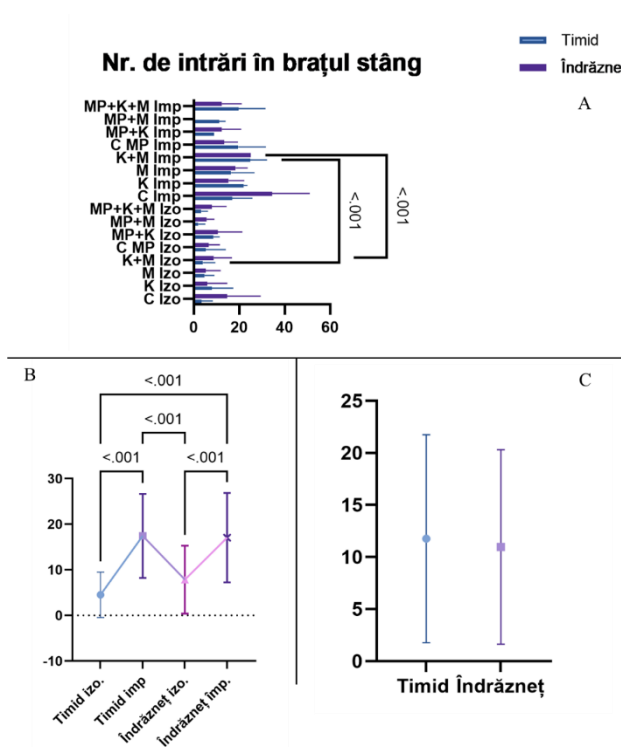 Timid
Îndrăzne
Nr. de intrări în brațul stâng
A
MP+K+M Imp
MP+M Imp
MP+K Imp
C MP Imp
K+M Imp
M Imp
K Imp
C Imp
MP+K+M Izo
MP+M Izo
MP+K Izo
C MP Izo
K+M Izo
M Izo
K Izo
C Izo
<.001
<.001
0 20 40 60
B
<.001
<.001
<.001 <.001
30
20
10
0
-10
Timid izo.
Timid imp
Îndrăzneț izo.
Îndrăzneț împ.
C
25
20
15
10
5
0
Timid Îndrăzneț